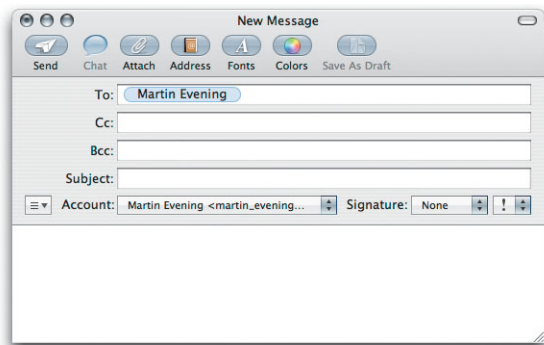 New Message
Send Chat Attach Address Fonts Colors Save As Draft
To: Martin Evening
Cc:
Bcc:
Subject:
Account: Martin Evening <martin_evening... Signature: None !